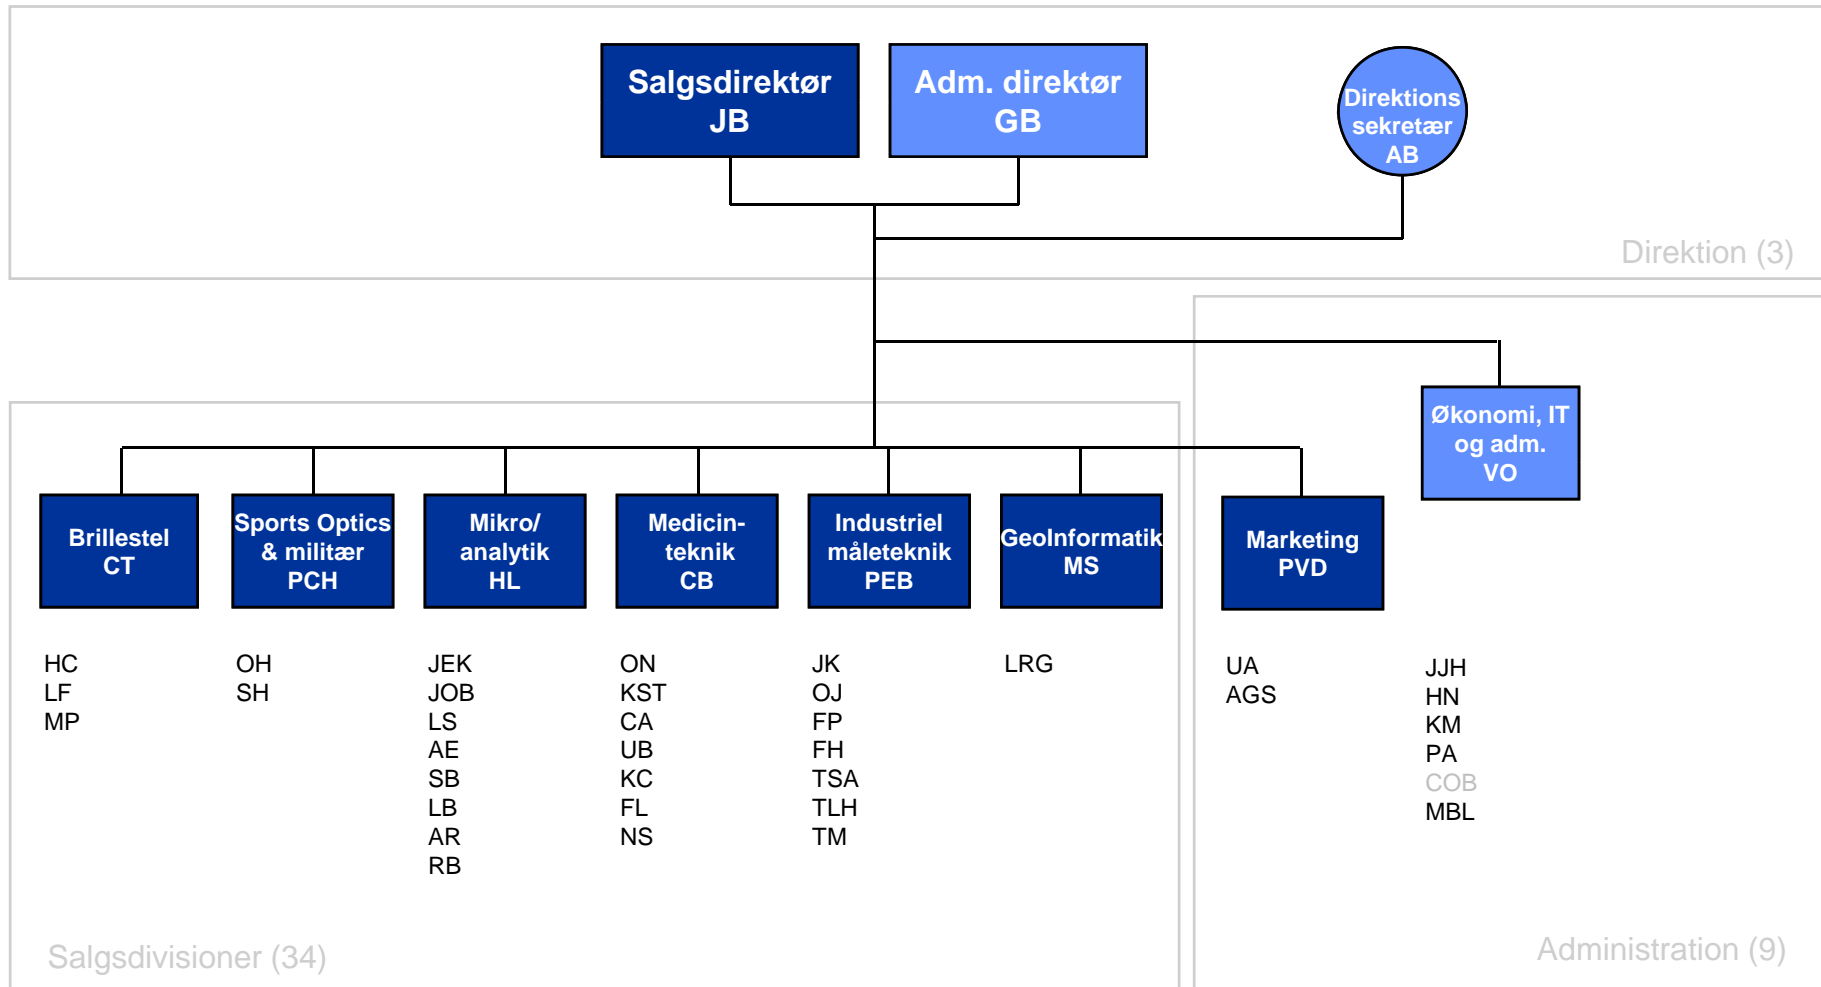 Salgsdirektør
JB
Adm. direktør
GB
Direktions
sekretær
AB
Direktion (3)
Økonomi, IT
og adm.
VO
Brillestel
CT
Sports Optics
& militær
PCH
Mikro/
analytik
HL
Medicin-
teknik
CB
Industriel
måleteknik
PEB
GeoInformatik
MS
Marketing
PVD
HC
LF
MP
OH
SH
JEK
JOB
LS
AE
SB
LB
AR
RB
ON
KST
CA
UB
KC
FL
NS
JK
OJ
FP
FH
TSA
TLH
TM
LRG
UA
AGS
JJH
HN
KM
PA
COB
MBL
Salgsdivisioner (34)
Administration (9)